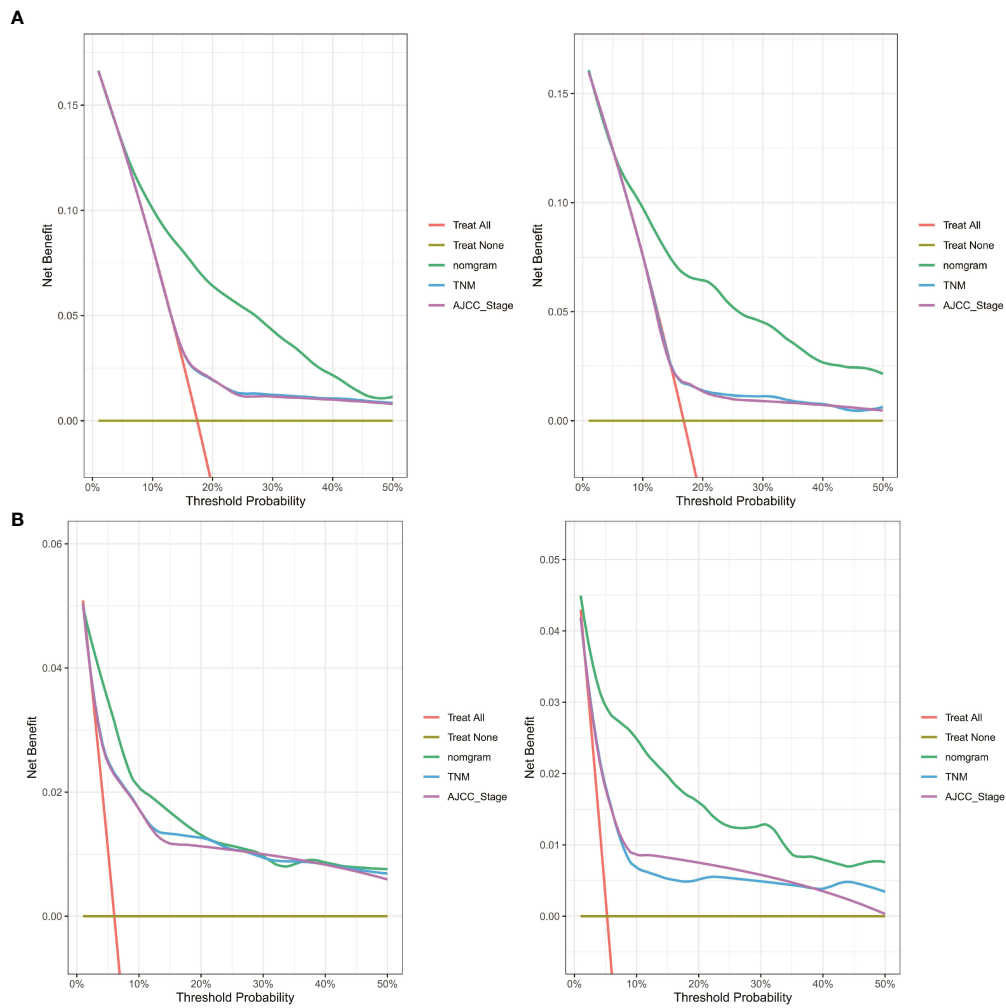 A
Net Benefit
0.15
0.10
0.05
0.00
0% 10% 20% 30% 40% 50%
Threshold Probability
Treat All
Treat None
nomgram
TNM
AJCC_Stage
Net Benefit
0.15
0.10
0.05
0.00
0% 10% 20% 30% 40% 50%
Threshold Probability
Treat All
Treat None
nomgram
TNM
AJCC_Stage
B
Net Benefit
0.06
0.04
0.02
0.00
0% 10% 20% 30% 40% 50%
Threshold Probability
Treat All
Treat None
nomgram
TNM
AJCC_Stage
Net Benefit
0.05
0.04
0.03
0.02
0.01
0.00
0% 10% 20% 30% 40% 50%
Threshold Probability
Treat All
Treat None
nomgram
TNM
AJCC_Stage